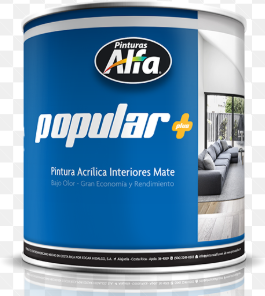 Pinturas
Alfa
popular+
plus
Pintura Acrílica Interiores Mate
Bajo Olor - Gran Economía y Rendimiento